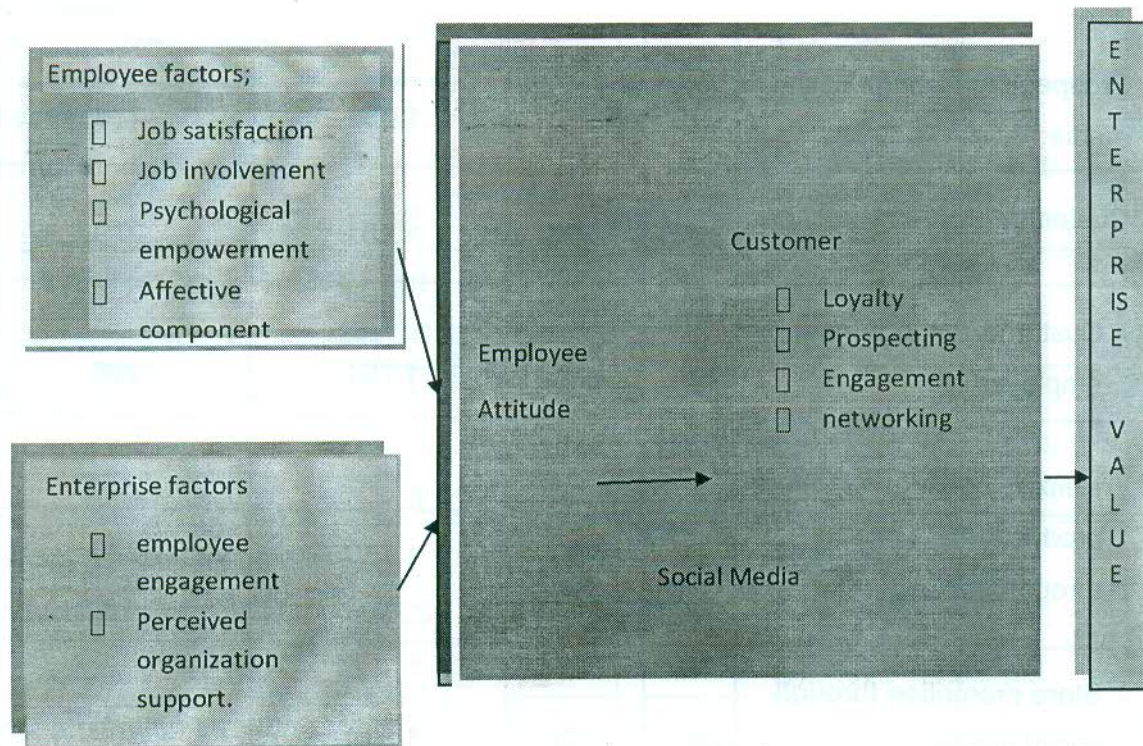 Employee factors;
▯ Job satisfaction
▯ Job involvement
▯ Psychological
empowerment
▯ Affective
component
Enterprise factors
▯ employee
engagement
▯ Perceived
organization
support.
Employee
Attitude
Customer
▯ Loyalty
▯ Prospecting
▯ Engagement
▯ networking
Social Media
E
N
T
E
R
P
R
IS
E
V
A
L
U
E